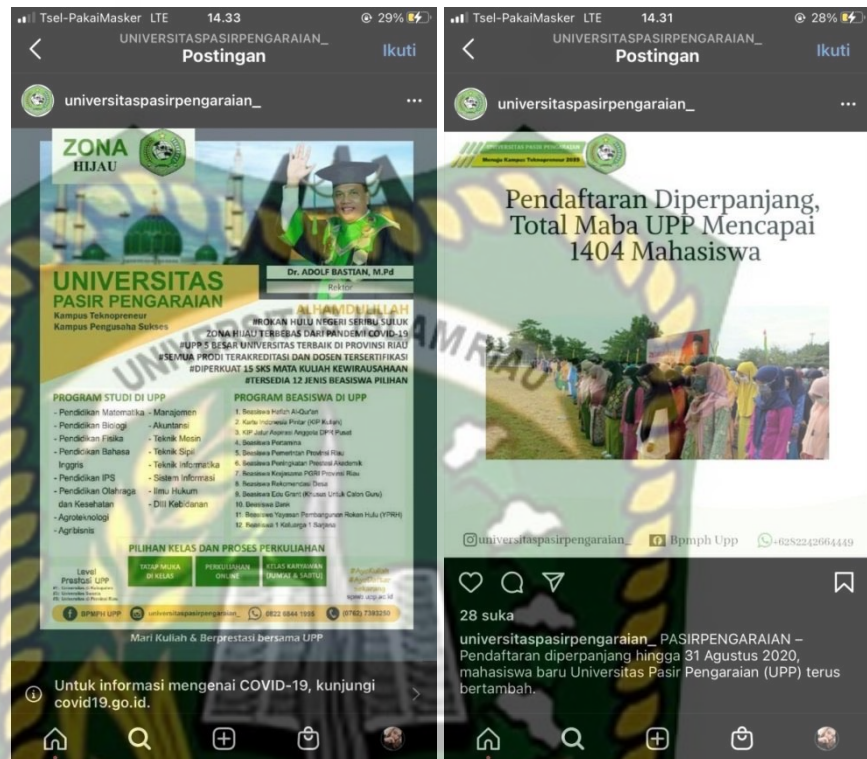 Tsel-PakaiMasker LTE 14.33 29%
UNIVERSITASPASIRPENGARAIAN_
Postingan
Ikuti
universitaspasirpengaraian_
ZONA
HIJAU
Dr. ADOLF BASTIAN, M.Pd
Rektor
UNIVERSITAS
PASIR PENGARAIAN
Kampus Teknopreneur
Kampus Pengusaha Sukses
ALHAMDULILLAH
#ROKAN HULU NEGERI SERIBU SULUK
ZONA HIJAU TERBEBAS DARI PANDEMI COVID-19
#UPP 5 BESAR UNIVERSITAS TERBAIK DI PROVINSI RIAU
#SEMUA PRODI TERAKREDITASI DAN DOSEN TERSERTIFIKASI
#DIPERKUAT 15 SKS MATA KULIAH KEWIRAUSAHAAN
#TERSEDIA 12 JENIS BEASISWA PILIHAN
PROGRAM STUDI DI UPP
- Pendidikan Matematika
- Pendidikan Biologi
- Pendidikan Fisika
- Pendidikan Bahasa
Inggris
- Pendidikan IPS
- Pendidikan Olahraga
dan Kesehatan
- Agroteknologi
- Agribisnis
- Manajemen
- Akuntansi
- Teknik Mesin
- Teknik Sipil
- Teknik Informatika
- Sistem Informasi
- Ilmu Hukum
- DIII Kebidanan
PROGRAM BEASISWA DI UPP
1. Beasiswa Hafizh Al-Qur'an
2. Kartu Indonesia Pintar (KIP Kuliah)
3. KIP Jalur Aspirasi Anggota DPR Pusat
4. Beasiswa Pertamina
5. Beasiswa Pemerintah Provinsi Riau
6. Beasiswa Peningkatan Prestasi Akademik
7. Beasiswa Kerjasama PGRI Provinsi Riau
8. Beasiswa Rekomendasi Desa
9. Beasiswa Edu Grant (Khusus Untuk Calon Guru)
10. Beasiswa Bank
11. Beasiswa Yayasan Pembangunan Rokan Hulu (YPRH)
12. Beasiswa 1 Keluarga 1 Sarjana
PILIHAN KELAS DAN PROSES PERKULIAHAN
Level
Prestasi UPP
TATAP MUKA
DI KELAS
PERKULIAHAN
ONLINE
KELAS KARYAWAN
(JUM'AT & SABTU)
#AyoKuliah
sekarang
BPMPH UPP universitaspasirpengaraian_ 0822 6844 1986 (0762) 7393250
Mari Kuliah & Berprestasi bersama UPP
Untuk informasi mengenai COVID-19, kunjungi
covid19.go.id.
Tsel-PakaiMasker LTE 14.31 28%
UNIVERSITASPASIRPENGARAIAN_
Postingan
Ikuti
universitaspasirpengaraian_
UNIVERSITAS PASIR PENGARAIAN
Menuju Kampus Teknopreneur 2029
Pendaftaran Diperpanjang,
Total Maba UPP Mencapai
1404 Mahasiswa
universitaspasirpengaraian_ Bpmph Upp +6282242664449
28 suka
universitaspasirpengaraian_ PASIRPENGARAIAN –
Pendaftaran diperpanjang hingga 31 Agustus 2020,
mahasiswa baru Universitas Pasir Pengaraian (UPP) terus
bertambah.